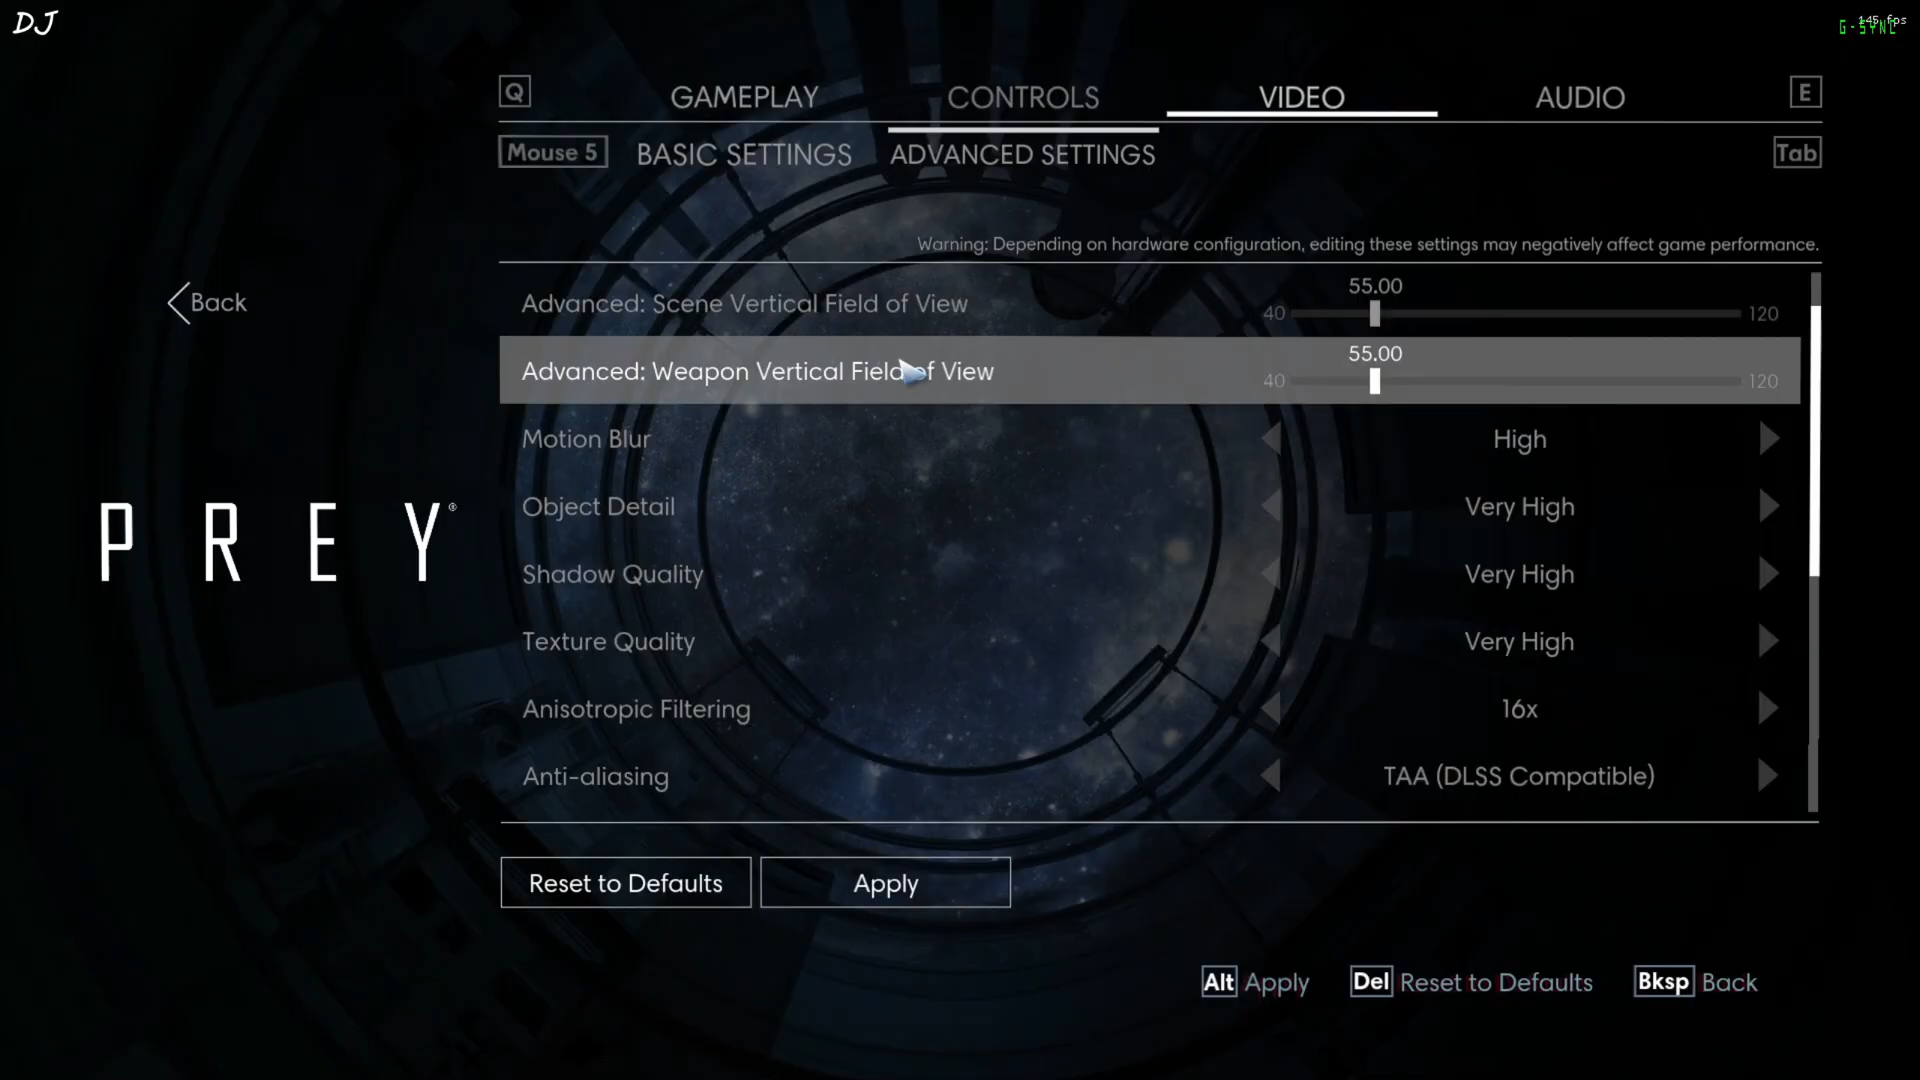 DJ
145 fps
G-SYNC
Q GAMEPLAY CONTROLS VIDEO AUDIO E
Mouse 5 BASIC SETTINGS ADVANCED SETTINGS Tab
Warning: Depending on hardware configuration, editing these settings may negatively affect game performance.
Back
Advanced: Scene Vertical Field of View 40 55.00 120
Advanced: Weapon Vertical Field of View 40 55.00 120
Motion Blur High
Object Detail Very High
PREY®
Shadow Quality Very High
Texture Quality Very High
Anisotropic Filtering 16x
Anti-aliasing TAA (DLSS Compatible)
Reset to Defaults Apply
Alt Apply Del Reset to Defaults Bksp Back